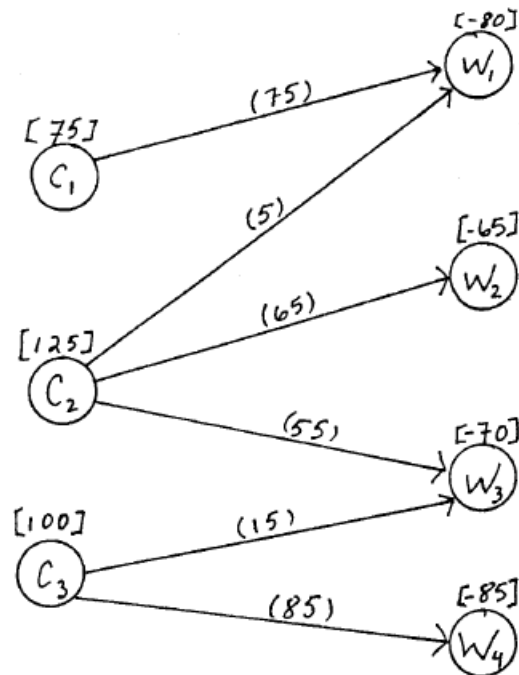 [-80]
W1
(75)
[75]
C1
(5)
[-65]
W2
(65)
[125]
C2
(55)
[-70]
W3
[100]
(15)
C3
(85)
[-85]
W4